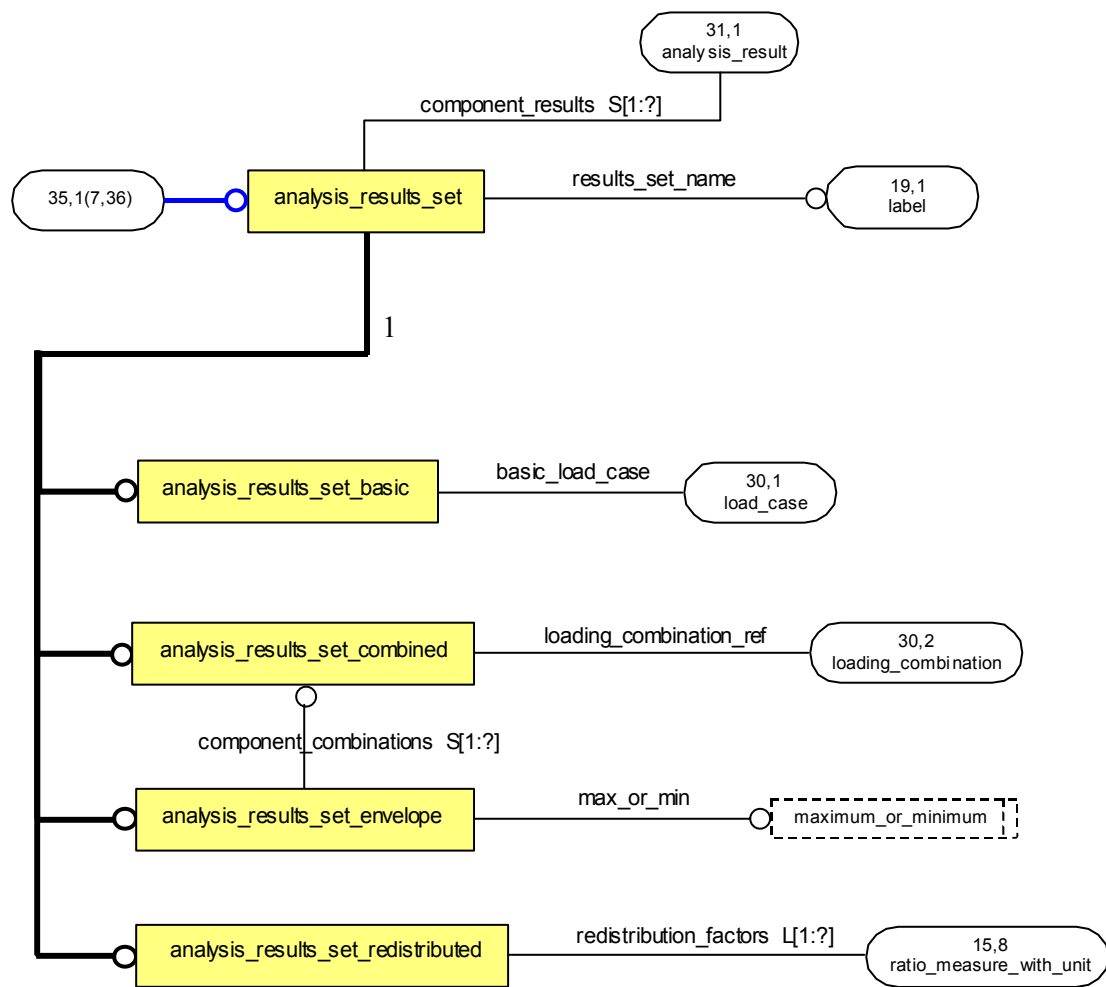 31,1
analysis_result
component_results S[1:?]
35,1(7,36)
analysis_results_set
results_set_name
19,1
label
1
analysis_results_set_basic
basic_load_case
30,1
load_case
analysis_results_set_combined
loading_combination_ref
30,2
loading_combination
component_combinations S[1:?]
analysis_results_set_envelope
max_or_min
maximum_or_minimum
analysis_results_set_redistributed
redistribution_factors L[1:?]
15,8
ratio_measure_with_unit